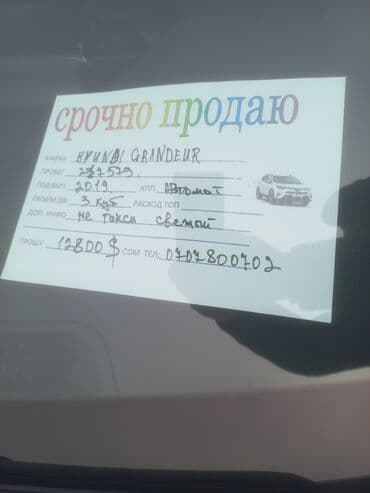 срочно продаю
МАРКА HYUNDAI GRANDEUR
ПРОБЕГ 237579
ГОД ВЫП 2019 КПП Автомат
ОБЪЕМ ДВ 3 куб РАСХОД ТОП
ДОП. ИНФО не такси свежий
ПРОШУ 12800 $ СОМ ТЕЛ: 0707800702